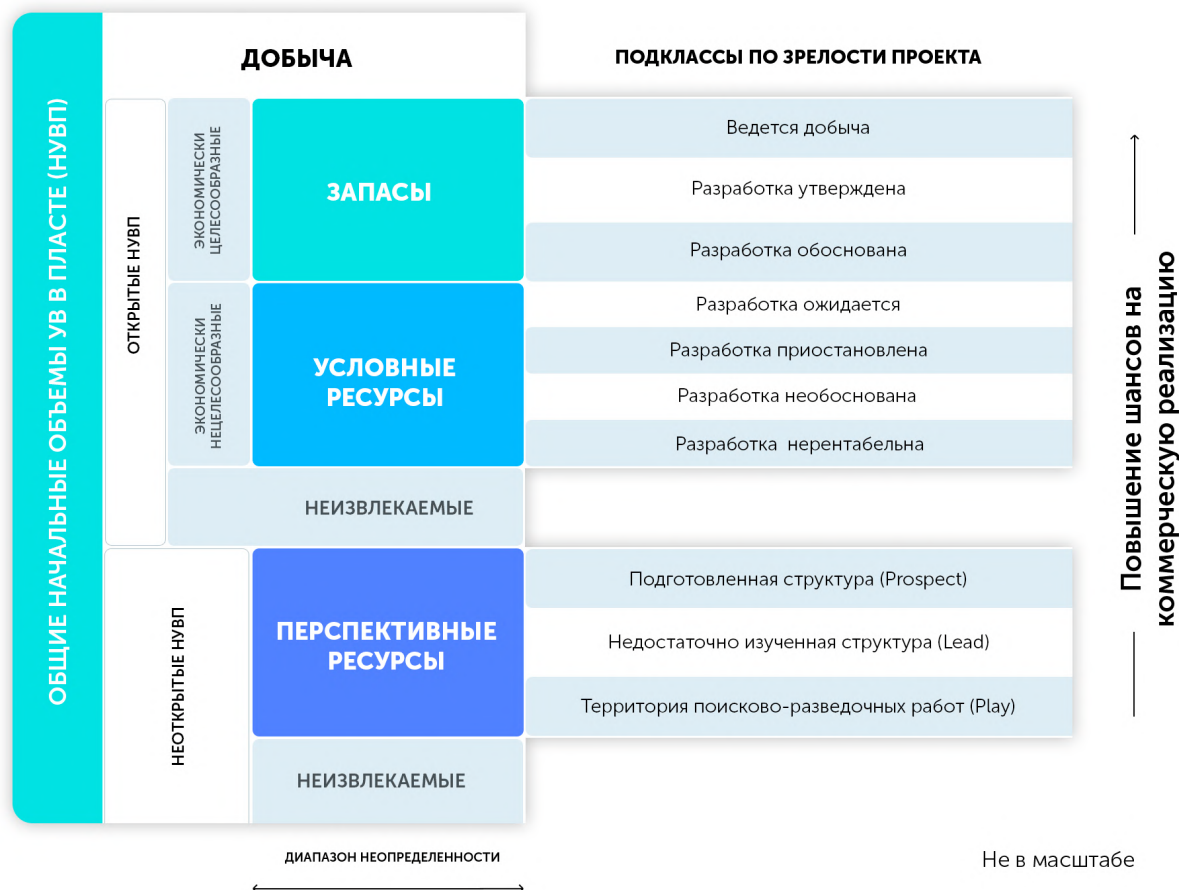 ОБЩИЕ НАЧАЛЬНЫЕ ОБЪЕМЫ УВ В ПЛАСТЕ (НУВП)
ДОБЫЧА
ПОДКЛАССЫ ПО ЗРЕЛОСТИ ПРОЕКТА
ОТКРЫТЫЕ НУВП
ЭКОНОМИЧЕСКИ
ЦЕЛЕСООБРАЗНЫЕ
ЗАПАСЫ
Ведется добыча
Разработка утверждена
Разработка обоснована
ЭКОНОМИЧЕСКИ
НЕЦЕЛЕСООБРАЗНЫЕ
УСЛОВНЫЕ
РЕСУРСЫ
Разработка ожидается
Разработка приостановлена
Разработка необоснована
Разработка нерентабельна
НЕИЗВЛЕКАЕМЫЕ
НЕОТКРЫТЫЕ НУВП
ПЕРСПЕКТИВНЫЕ
РЕСУРСЫ
Подготовленная структура (Prospect)
Недостаточно изученная структура (Lead)
Территория поисково-разведочных работ (Play)
НЕИЗВЛЕКАЕМЫЕ
Повышение шансов на
коммерческую реализацию
ДИАПАЗОН НЕОПРЕДЕЛЕННОСТИ
Не в масштабе